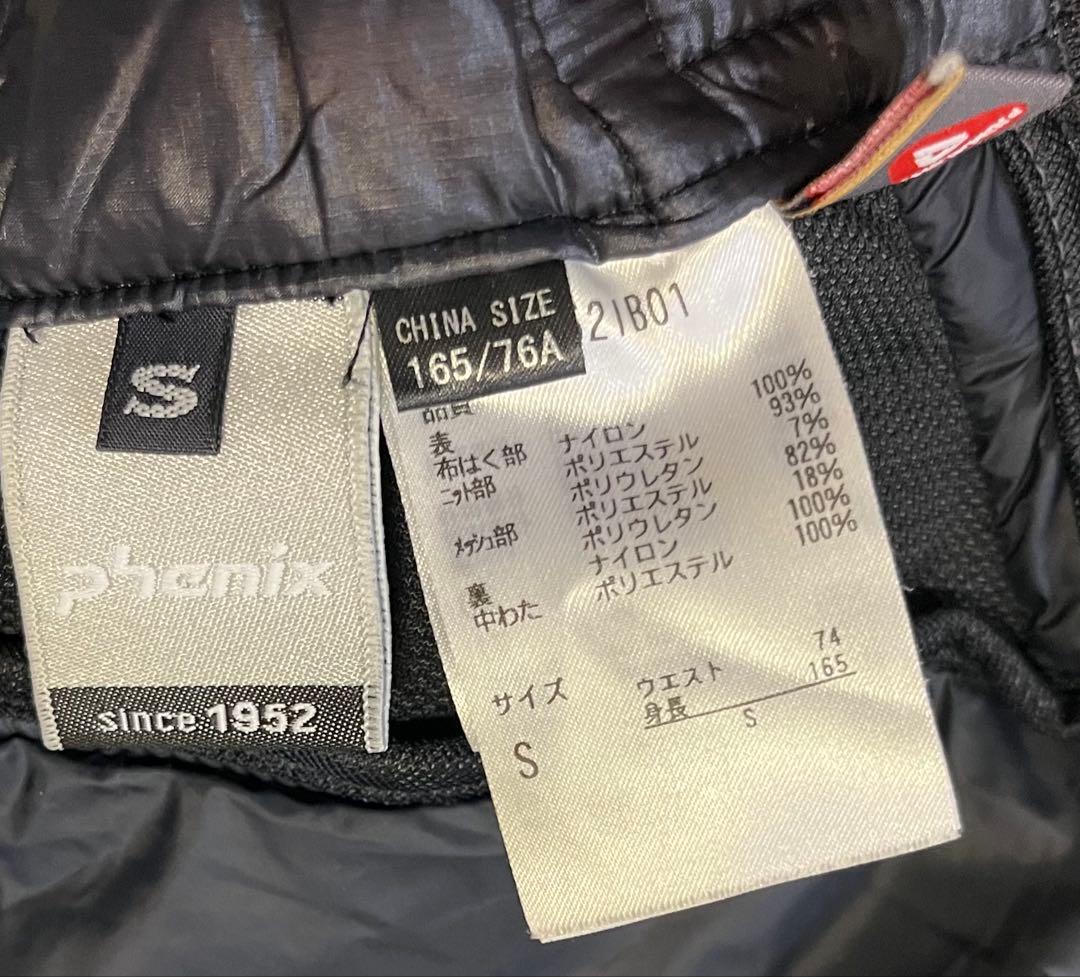 S
phenix
since 1952
CHINA SIZE
165/76A
2IB01
品質
表 ナイロン 100%
布はく部 ポリエステル 93%
ポリウレタン 7%
ニット部 ポリエステル 82%
ポリウレタン 18%
メッシュ部 ナイロン 100%
裏
中わた ポリエステル 100%
サイズ ウエスト 74
身長 165
S S